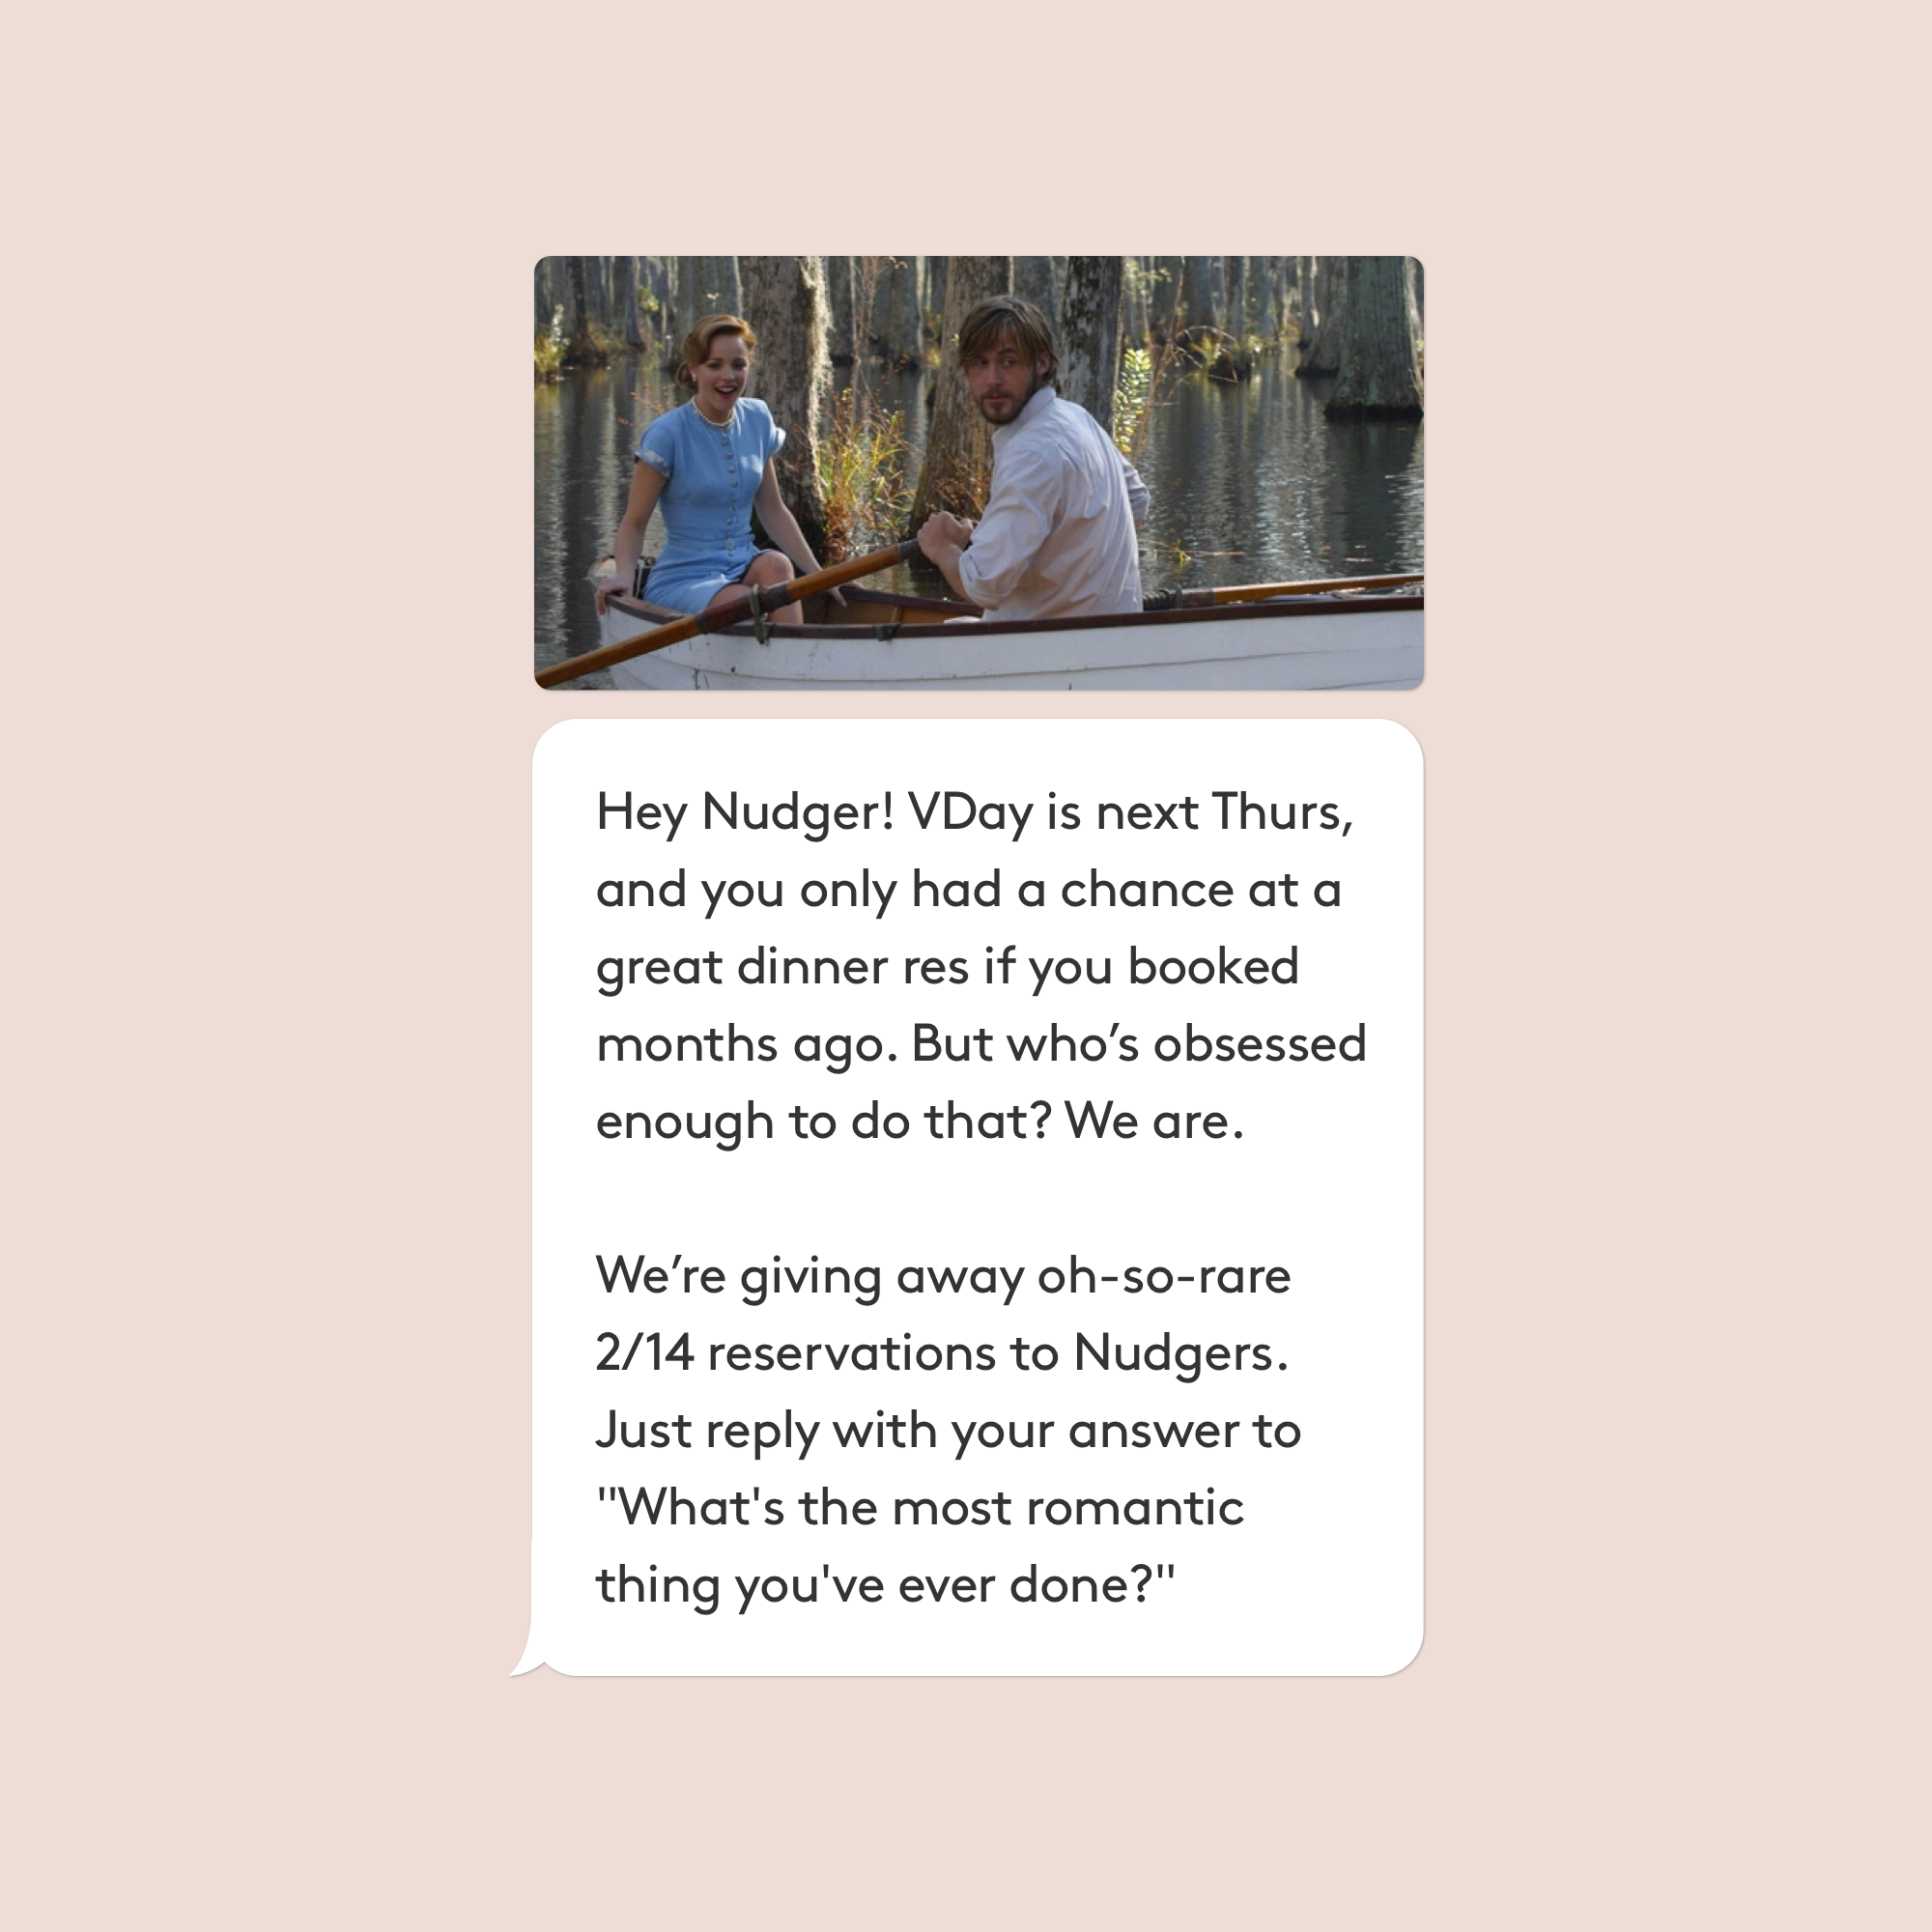 Hey Nudger! VDay is next Thurs,
and you only had a chance at a
great dinner res if you booked
months ago. But who’s obsessed
enough to do that? We are.
We’re giving away oh-so-rare
2/14 reservations to Nudgers.
Just reply with your answer to
"What's the most romantic
thing you've ever done?"